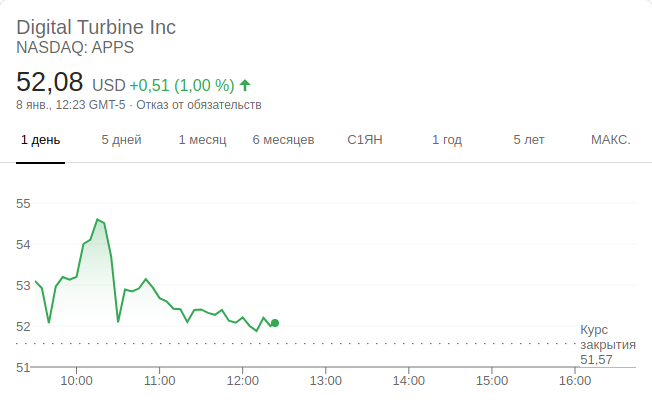 Digital Turbine Inc
NASDAQ: APPS
52,08 USD +0,51 (1,00 %)
8 янв., 12:23 GMT-5 · Отказ от обязательств
1 день 5 дней 1 месяц 6 месяцев С1ЯН 1 год 5 лет МАКС.
55
54
53
52
Курс
закрытия
51,57
51
10:00 11:00 12:00 13:00 14:00 15:00 16:00